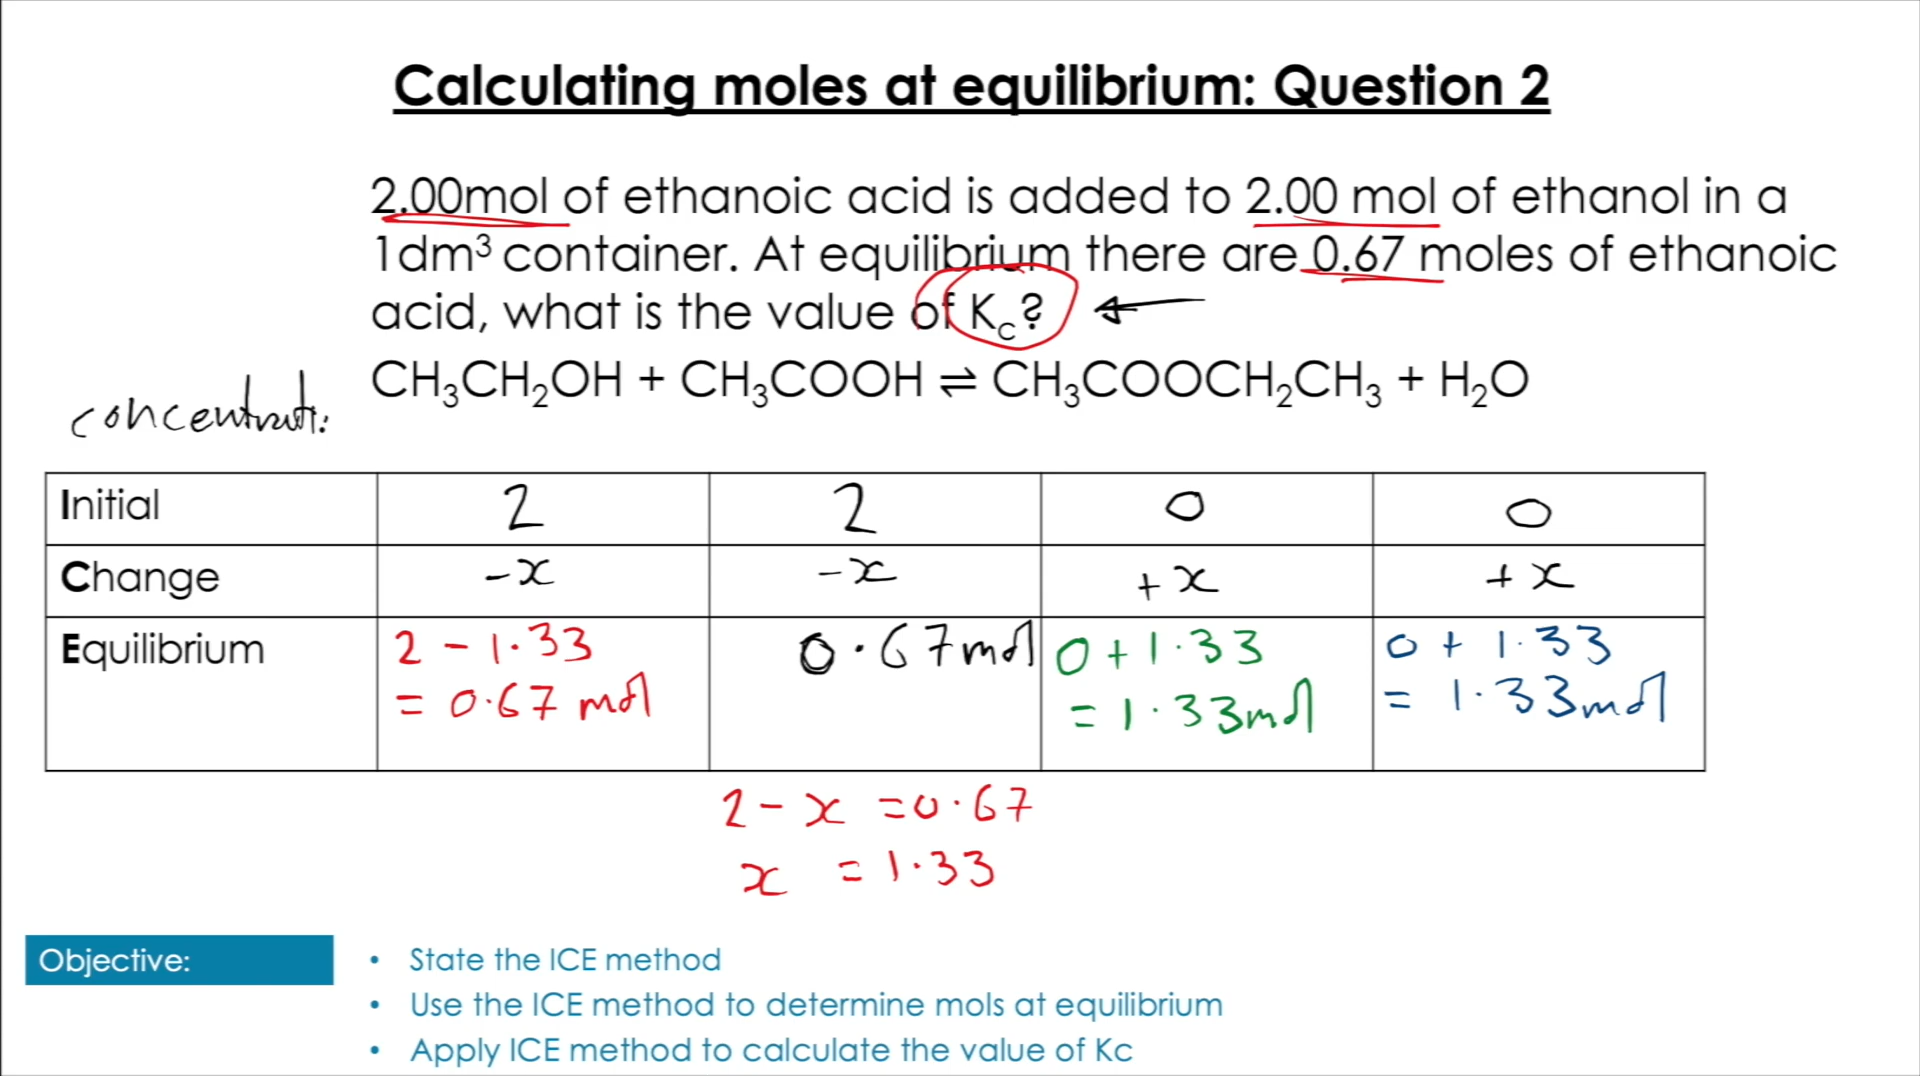 Calculating moles at equilibrium: Question 2
2.00mol of ethanoic acid is added to 2.00 mol of ethanol in a
1dm³ container. At equilibrium there are 0.67 moles of ethanoic
acid, what is the value of K꜀?
CH₃CH₂OH + CH₃COOH ⇌ CH₃COOCH₂CH₃ + H₂O
Initial 2 2 0 0
Change -x -x +x +x
Equilibrium 2 - 1.33 0.67mol 0+1.33 0 + 1.33
= 0.67 mol = 1.33mol = 1.33mol
2 - x = 0.67
x = 1.33
Objective:
• State the ICE method
• Use the ICE method to determine mols at equilibrium
• Apply ICE method to calculate the value of Kc